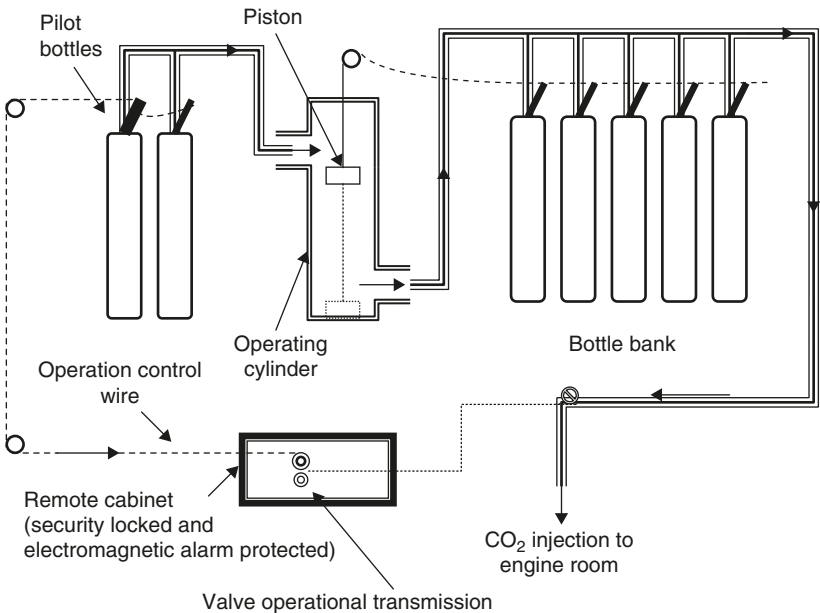 Pilot
bottles
Piston
Operating
cylinder
Bottle bank
Operation control
wire
Remote cabinet
(security locked and
electromagnetic alarm protected)
CO₂ injection to
engine room
Valve operational transmission